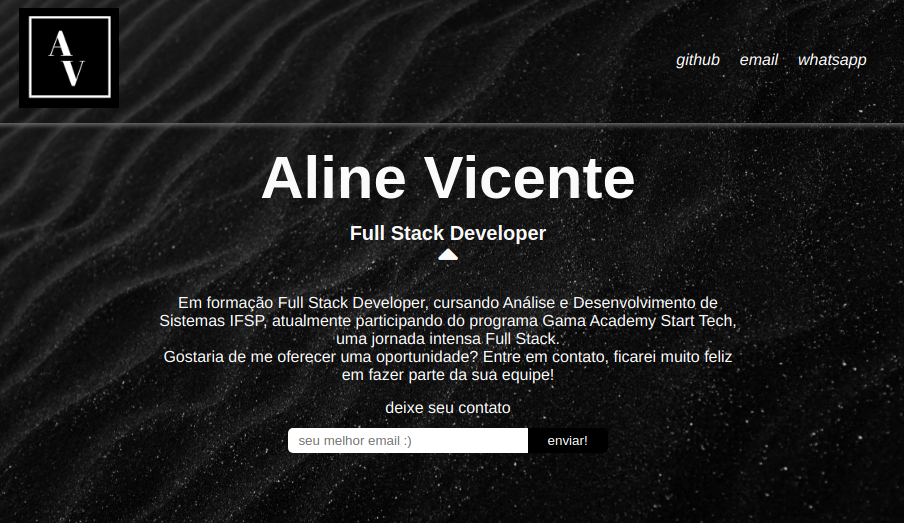 A
V
github email whatsapp
Aline Vicente
Full Stack Developer
Em formação Full Stack Developer, cursando Análise e Desenvolvimento de
Sistemas IFSP, atualmente participando do programa Gama Academy Start Tech,
uma jornada intensa Full Stack.
Gostaria de me oferecer uma oportunidade? Entre em contato, ficarei muito feliz
em fazer parte da sua equipe!
deixe seu contato
seu melhor email :) enviar!